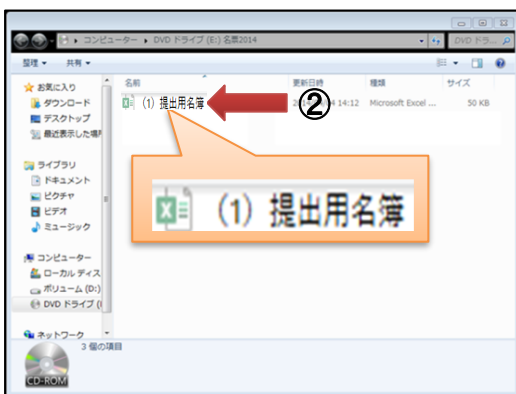 コンピューター ▸ DVD ドライブ (E:) 名票2014
DVD ドラ...
整理 ▾ 共有 ▾
名前 更新日時 種類 サイズ
お気に入り
ダウンロード
デスクトップ
最近表示した場所
(1) 提出用名簿 ② 14:12 Microsoft Excel ... 50 KB
(1) 提出用名簿
ライブラリ
ドキュメント
ピクチャ
ビデオ
ミュージック
コンピューター
ローカル ディス
ボリューム (D:)
DVD ドライブ (
ネットワーク
3 個の項目
CD-ROM